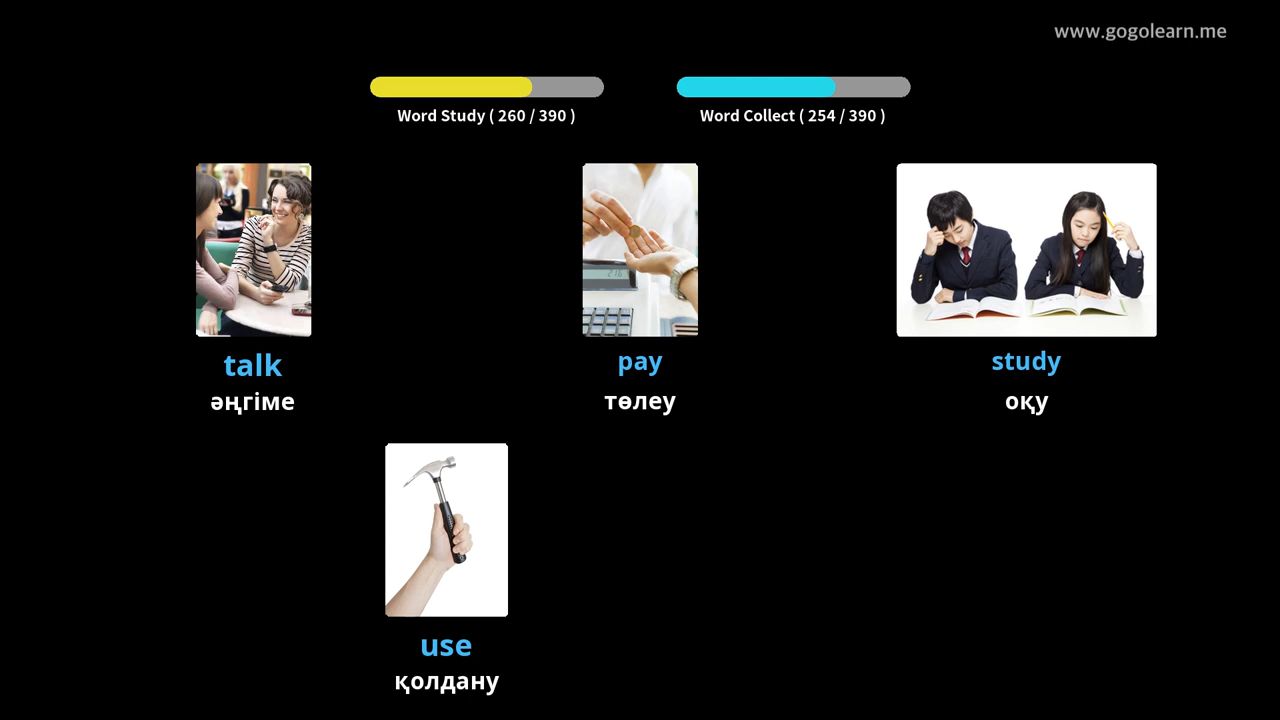 www.gogolearn.me
Word Study ( 260 / 390 )
Word Collect ( 254 / 390 )
talk
әңгіме
pay
төлеу
study
оқу
use
қолдану